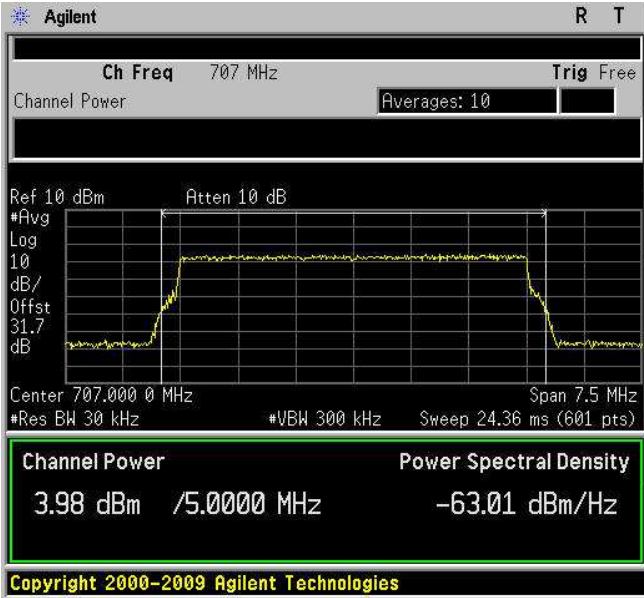 Agilent R T
Ch Freq 707 MHz Trig Free
Channel Power Averages: 10
Ref 10 dBm Atten 10 dB
#Avg
Log
10
dB/
Offst
31.7
dB
Center 707.000 0 MHz Span 7.5 MHz
#Res BW 30 kHz #VBW 300 kHz Sweep 24.36 ms (601 pts)
Channel Power Power Spectral Density
3.98 dBm /5.0000 MHz -63.01 dBm/Hz
Copyright 2000-2009 Agilent Technologies